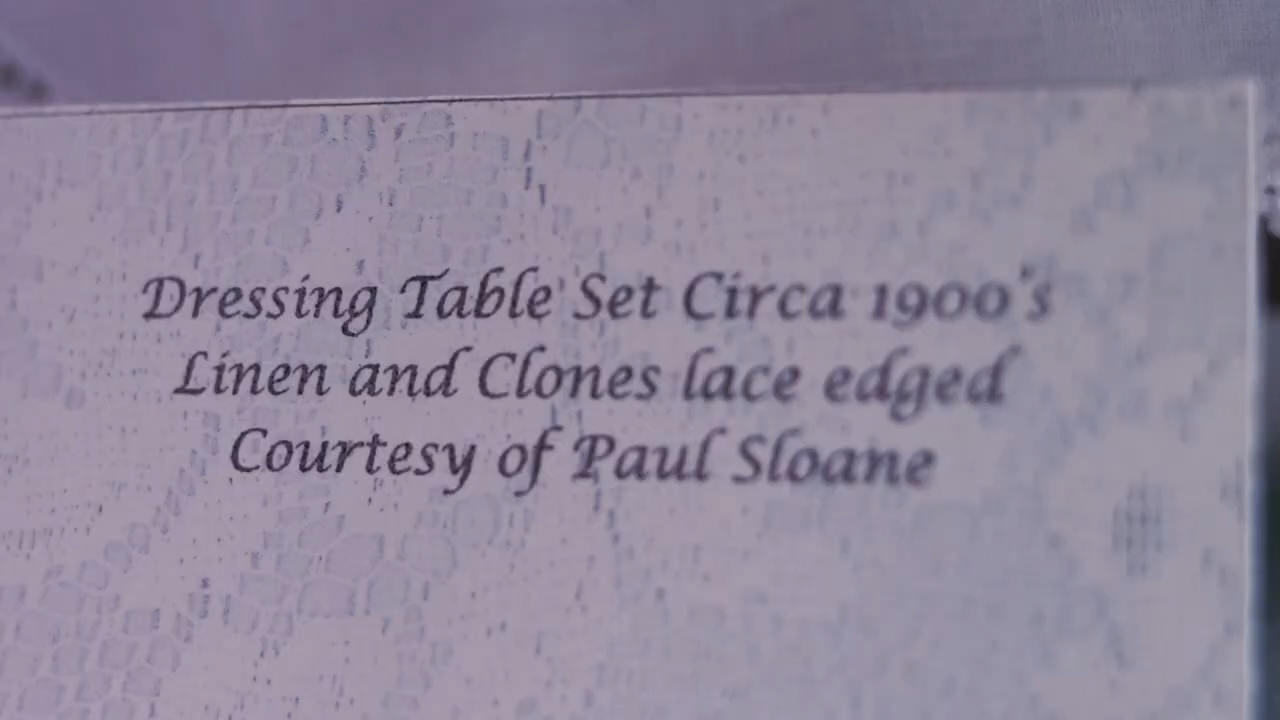 Dressing Table Set Circa 1900's
Linen and Clones lace edged
Courtesy of Paul Sloane